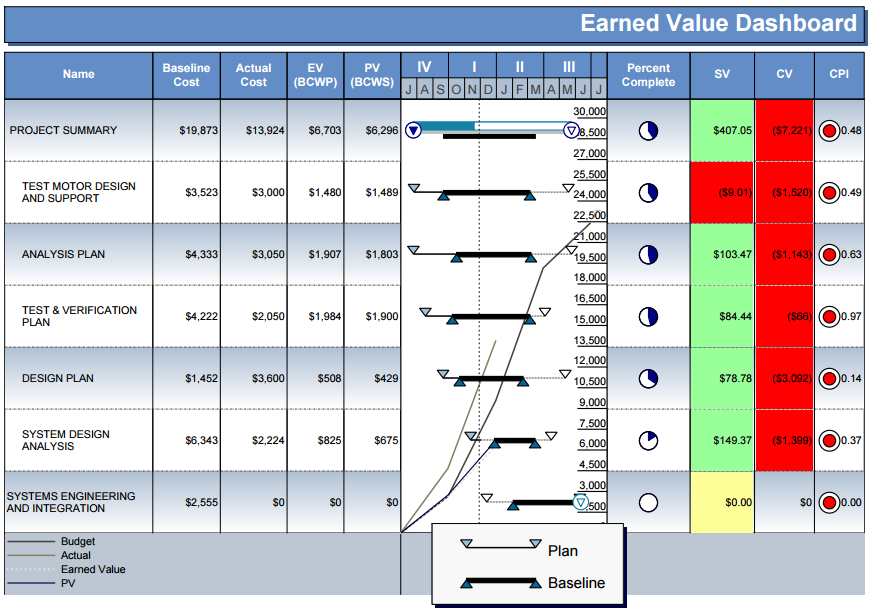 Earned Value Dashboard
Name Baseline Cost Actual Cost EV (BCWP) PV (BCWS) IV I II III Percent Complete SV CV CPI
J A S O N D J F M A M J J
30,000
PROJECT SUMMARY $19,873 $13,924 $6,703 $6,296 8,500 $407.05 ($7,221) 0.48
27,000
25,500
TEST MOTOR DESIGN AND SUPPORT $3,523 $3,000 $1,480 $1,489 24,000 ($9.01) ($1,520) 0.49
22,500
21,000
ANALYSIS PLAN $4,333 $3,050 $1,907 $1,803 19,500 $103.47 ($1,143) 0.63
18,000
16,500
TEST & VERIFICATION PLAN $4,222 $2,050 $1,984 $1,900 15,000 $84.44 ($66) 0.97
13,500
12,000
DESIGN PLAN $1,452 $3,600 $508 $429 10,500 $78.78 ($3,092) 0.14
9,000
7,500
SYSTEM DESIGN ANALYSIS $6,343 $2,224 $825 $675 6,000 $149.37 ($1,399) 0.37
4,500
3,000
SYSTEMS ENGINEERING AND INTEGRATION $2,555 $0 $0 $0 500 $0.00 $0 0.00
Budget
Actual
Earned Value
PV
Plan
Baseline